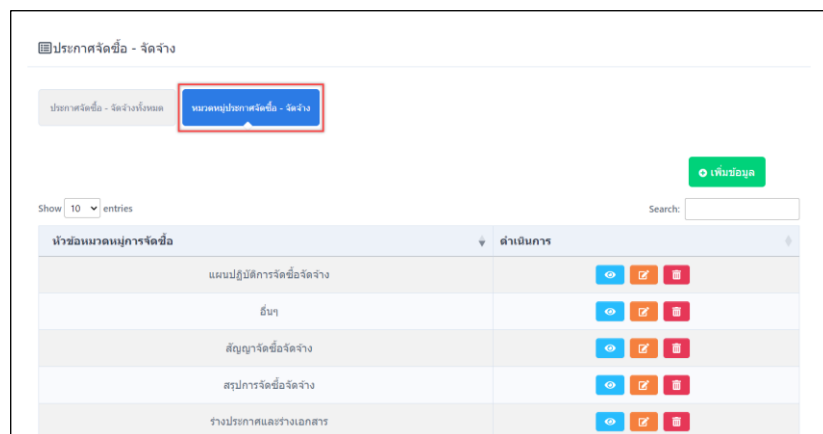 ประกาศจัดซื้อ - จัดจ้าง
ประกาศจัดซื้อ - จัดจ้างทั้งหมด
หมวดหมู่ประกาศจัดซื้อ - จัดจ้าง
เพิ่มข้อมูล
Show 10 entries
Search:
หัวข้อหมวดหมู่การจัดซื้อ ดำเนินการ
แผนปฏิบัติการจัดซื้อจัดจ้าง
อื่นๆ
สัญญาจัดซื้อจัดจ้าง
สรุปการจัดซื้อจัดจ้าง
ร่างประกาศและร่างเอกสาร